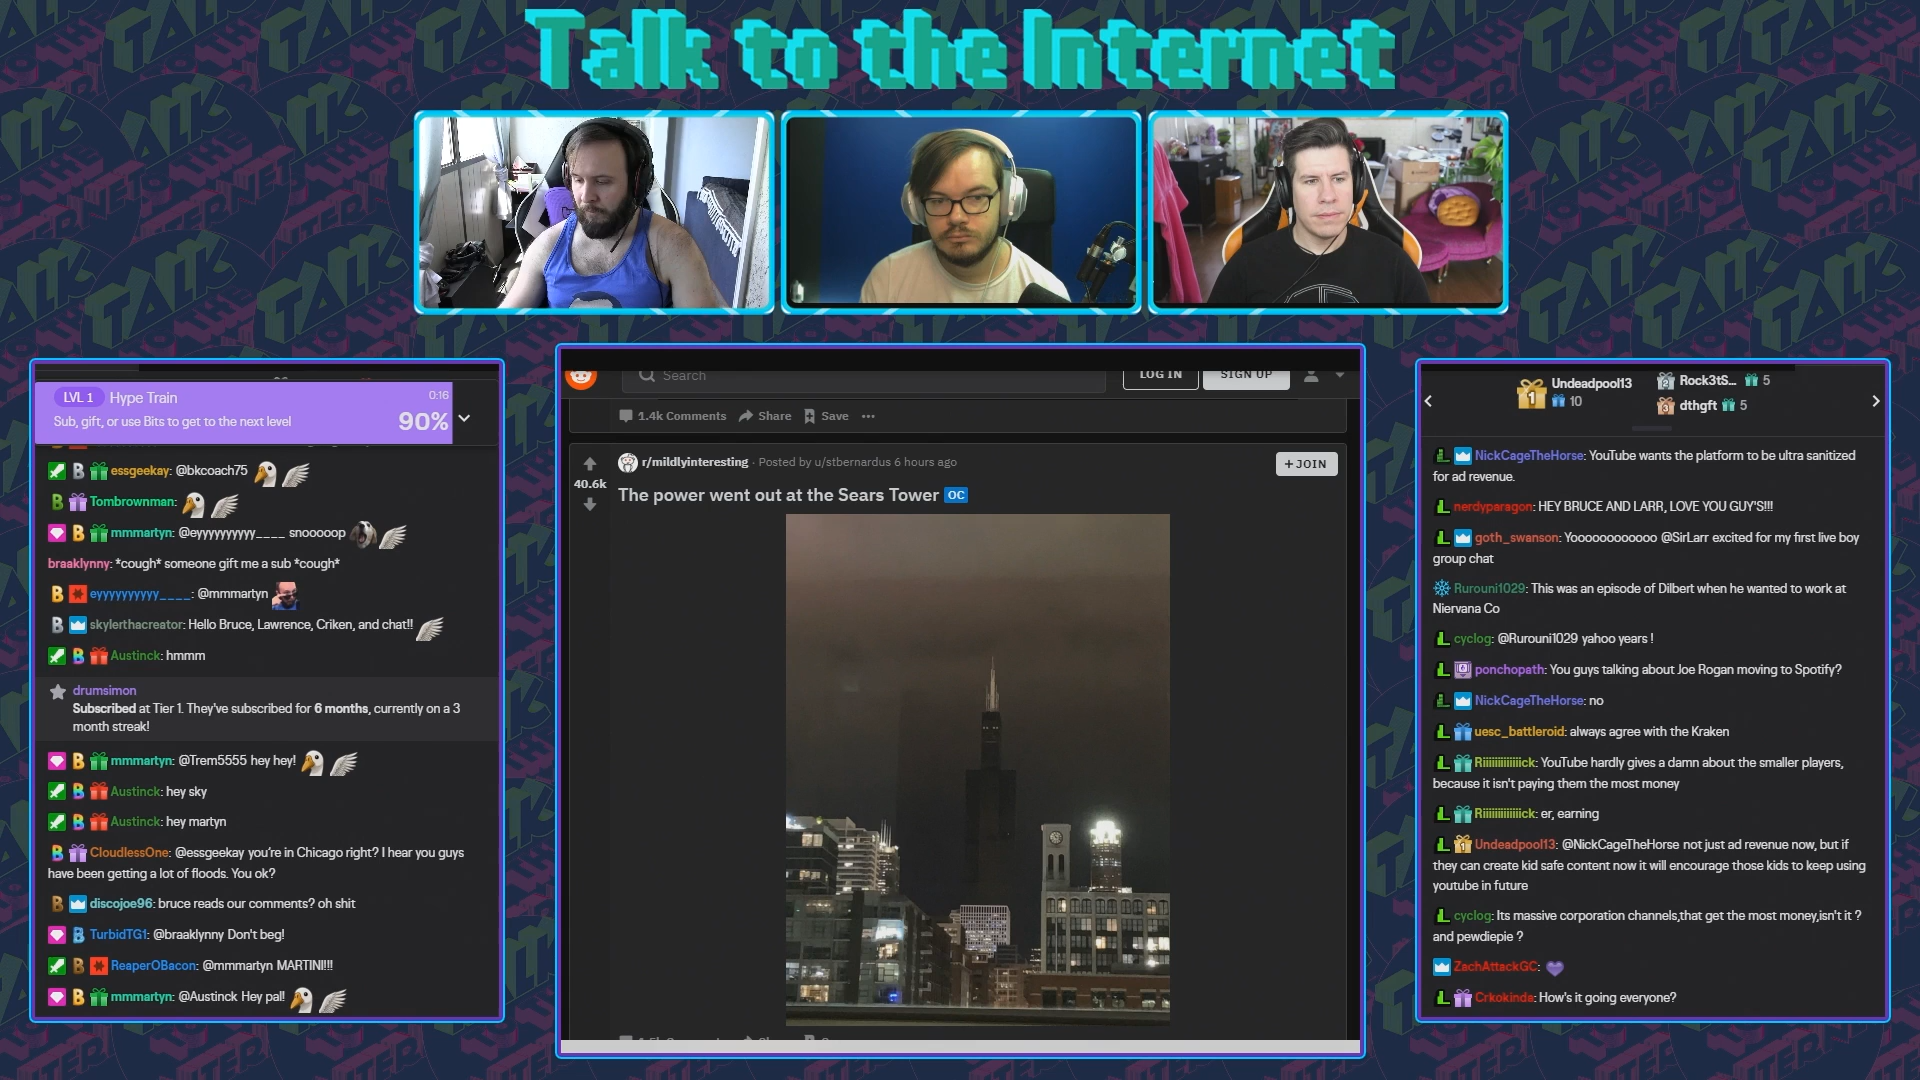 Talk to the Internet
LVL 1 Hype Train 0:16
Sub, gift, or use Bits to get to the next level 90%
essgeekay: @bkcoach75
Tombrownman:
mmmartyn: @eyyyyyyyyyy____ snooooop
braaklynny: *cough* someone gift me a sub *cough*
eyyyyyyyyyy____: @mmmartyn
skylerthacreator: Hello Bruce, Lawrence, Criken, and chat!!
Austinck: hmmm
drumsimon
Subscribed at Tier 1. They've subscribed for 6 months, currently on a 3
month streak!
mmmartyn: @Trem5555 hey hey!
Austinck: hey sky
Austinck: hey martyn
CloudlessOne: @essgeekay you're in Chicago right? I hear you guys
have been getting a lot of floods. You ok?
discojoe96: bruce reads our comments? oh shit
TurbidTG1: @braaklynny Don't beg!
ReaperOBacon: @mmmartyn MARTINI!!!
mmmartyn: @Austinck Hey pal!
Search LOG IN SIGN UP
1.4k Comments Share Save
r/mildlyinteresting · Posted by u/stbernardus 6 hours ago
+ JOIN
40.6k
The power went out at the Sears Tower OC
Undeadpool13
10
Rock3tS... 5
dthgft 5
NickCageTheHorse: YouTube wants the platform to be ultra sanitized
for ad revenue.
nerdyparagon: HEY BRUCE AND LARR, LOVE YOU GUY'S!!!
goth_swanson: Yoooooooooooo @SirLarr excited for my first live boy
group chat
Rurouni1029: This was an episode of Dilbert when he wanted to work at
Niervana Co
cyclog: @Rurouni1029 yahoo years !
ponchopath: You guys talking about Joe Rogan moving to Spotify?
NickCageTheHorse: no
uesc_battleroid: always agree with the Kraken
Riiiiiiiiiiiiick: YouTube hardly gives a damn about the smaller players,
because it isn't paying them the most money
Riiiiiiiiiiiiick: er, earning
Undeadpool13: @NickCageTheHorse not just ad revenue now, but if
they can create kid safe content now it will encourage those kids to keep using
youtube in future
cyclog: Its massive corporation channels,that get the most money,isn't it ?
and pewdiepie ?
ZachAttackGC:
Crkokinda: How's it going everyone?